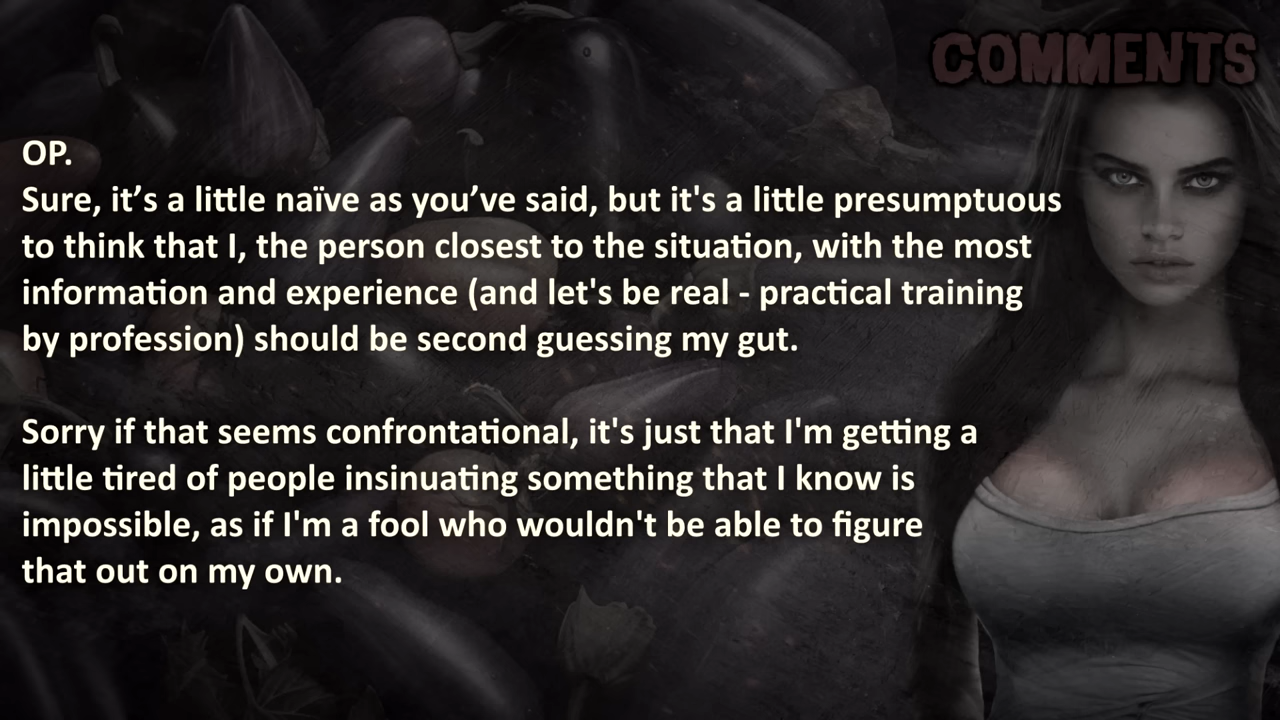 COMMENTS
OP.
Sure, it’s a little naïve as you’ve said, but it's a little presumptuous
to think that I, the person closest to the situation, with the most
information and experience (and let's be real - practical training
by profession) should be second guessing my gut.
Sorry if that seems confrontational, it's just that I'm getting a
little tired of people insinuating something that I know is
impossible, as if I'm a fool who wouldn't be able to figure
that out on my own.